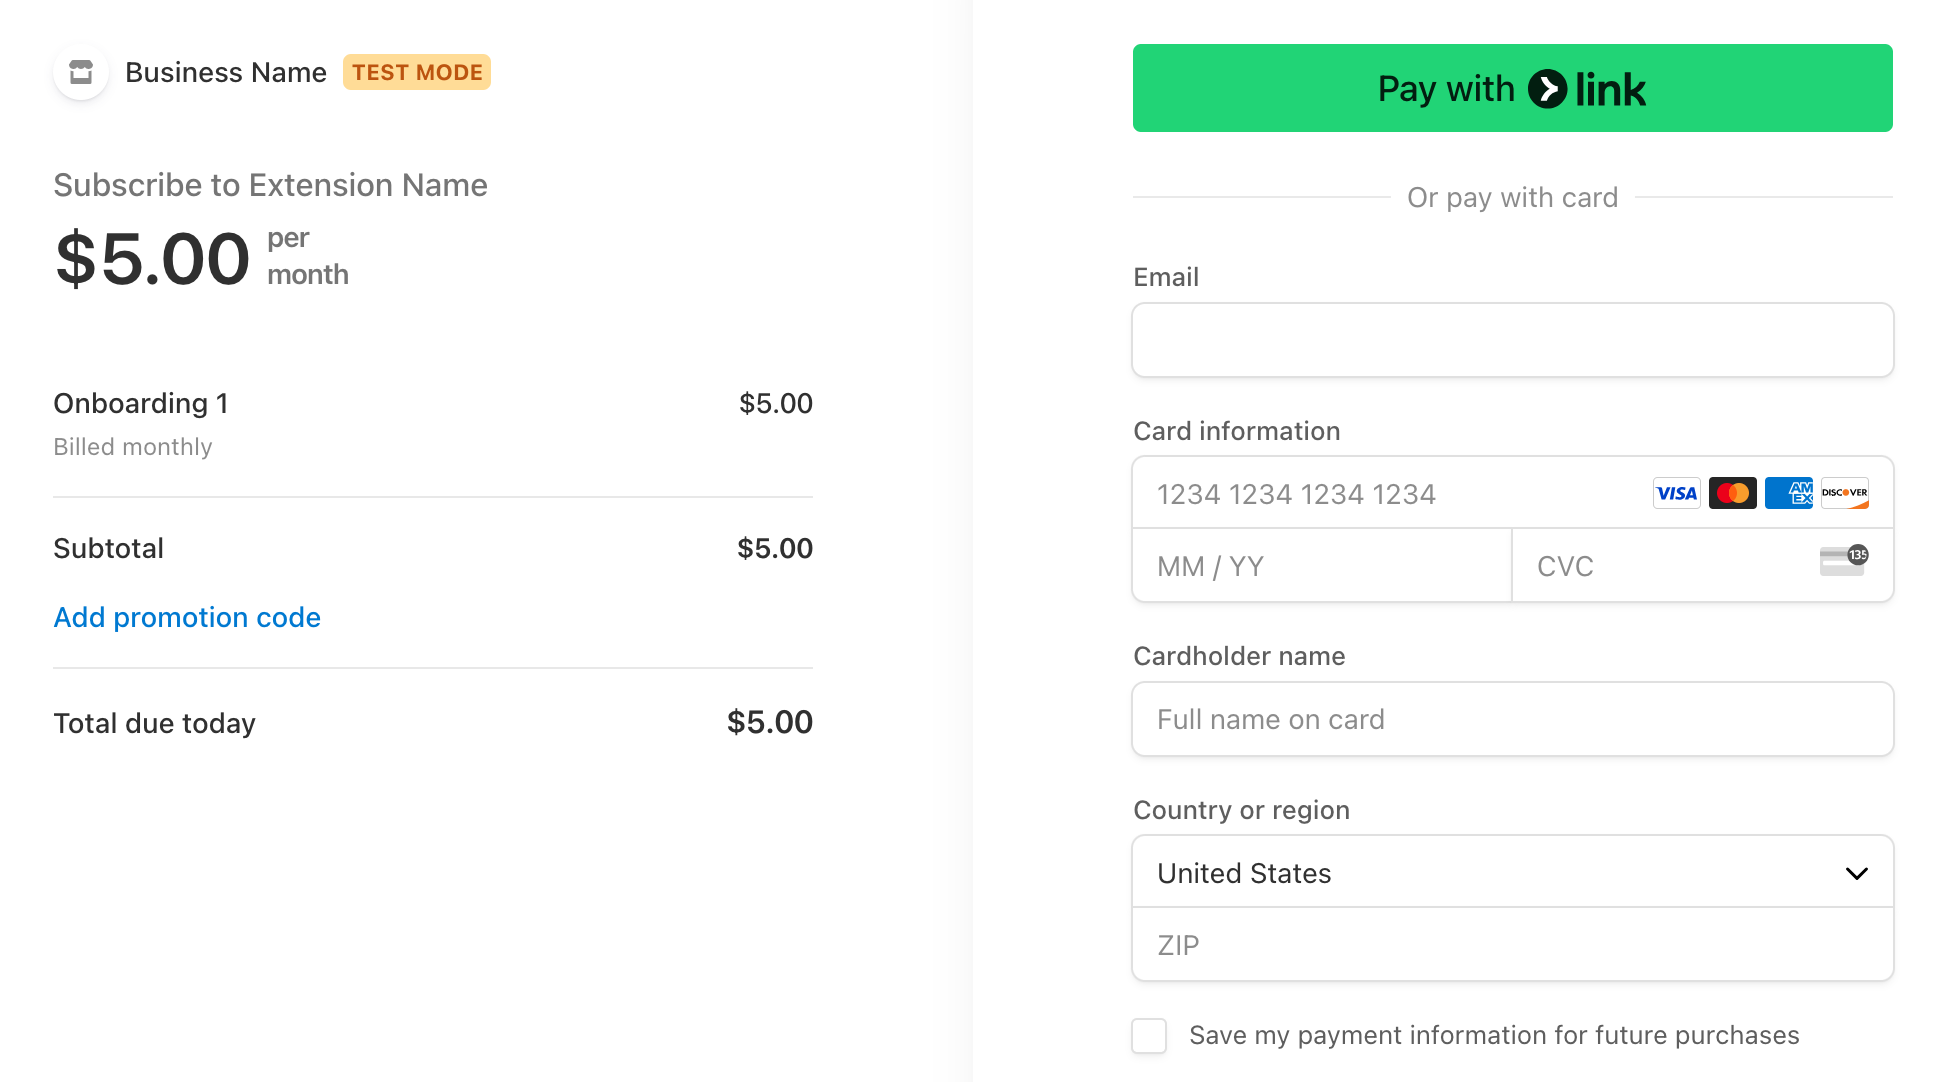 Business Name TEST MODE
Subscribe to Extension Name
$5.00 per month
Onboarding 1 $5.00
Billed monthly
Subtotal $5.00
Add promotion code
Total due today $5.00
Pay with link
Or pay with card
Email
Card information
1234 1234 1234 1234 VISA AM EX DISCOVER
MM / YY CVC 135
Cardholder name
Full name on card
Country or region
United States
ZIP
Save my payment information for future purchases